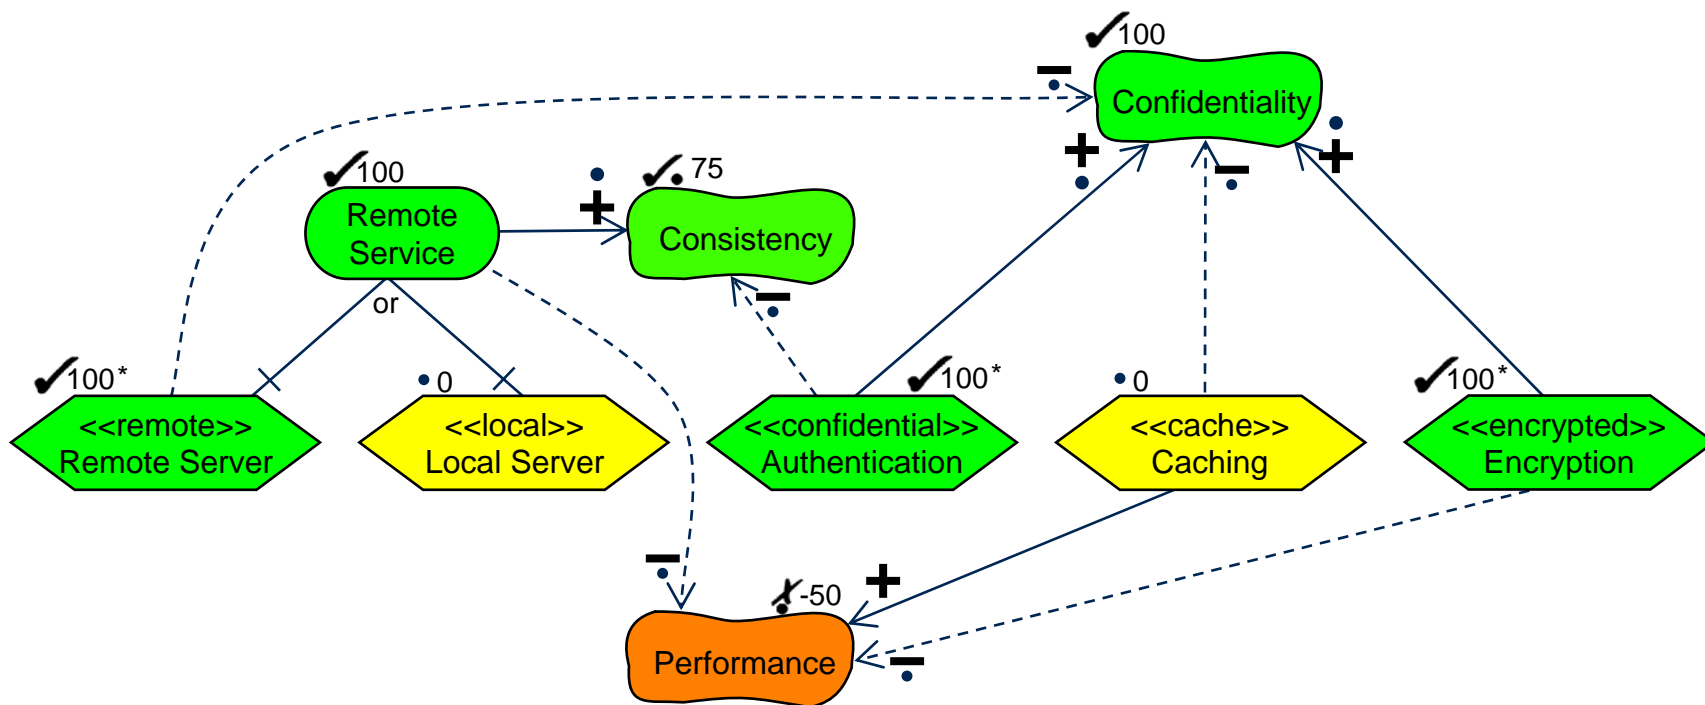 100
Confidentiality
100
75
Remote
Service
Consistency
or
100*
0
100*
0
100*
<<remote>>
Remote Server
<<local>>
Local Server
<<confidential>>
Authentication
<<cache>>
Caching
<<encrypted>>
Encryption
-50
Performance